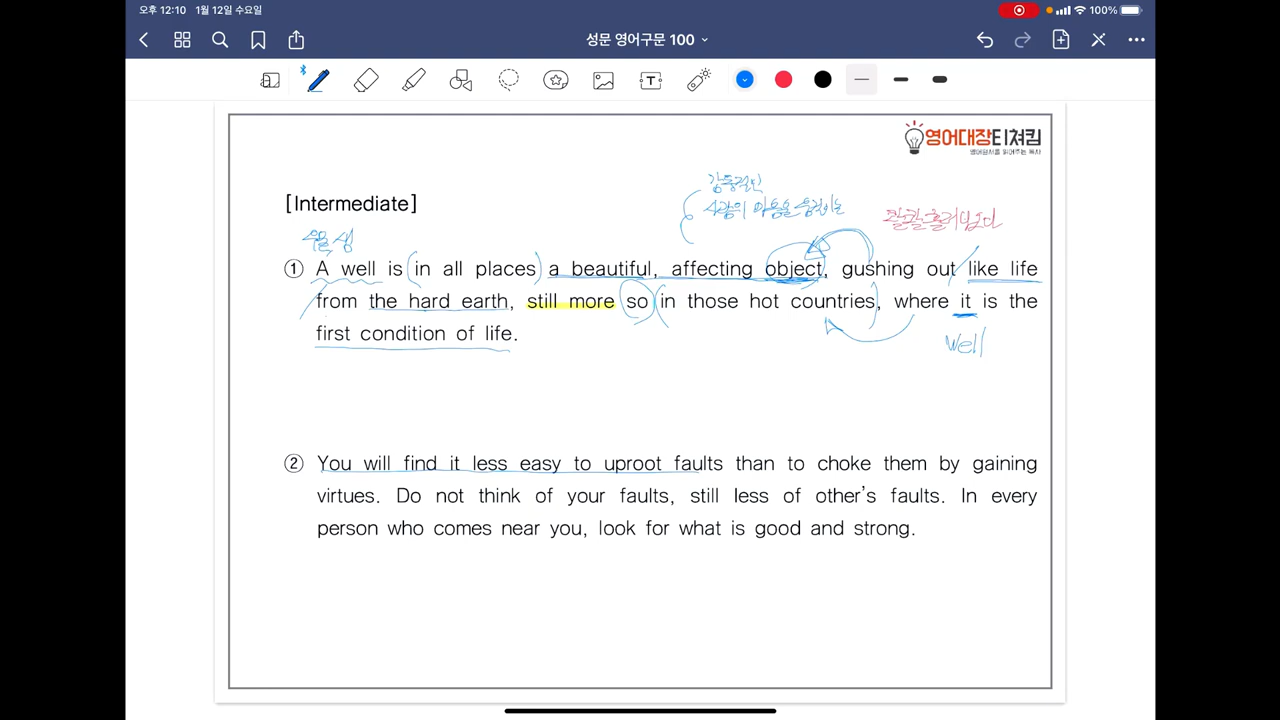 오후 12:10 1월 12일 수요일
100%
성문 영어구문 100
T
영어대장티쳐킴
[Intermediate]
감동적인
사람의 마음을 움직이는
콸콸 흘러넘오다
우물, 샘
① A well is in all places a beautiful, affecting object, gushing out like life
from the hard earth, still more so in those hot countries, where it is the
well
first condition of life.
② You will find it less easy to uproot faults than to choke them by gaining
virtues. Do not think of your faults, still less of other's faults. In every
person who comes near you, look for what is good and strong.